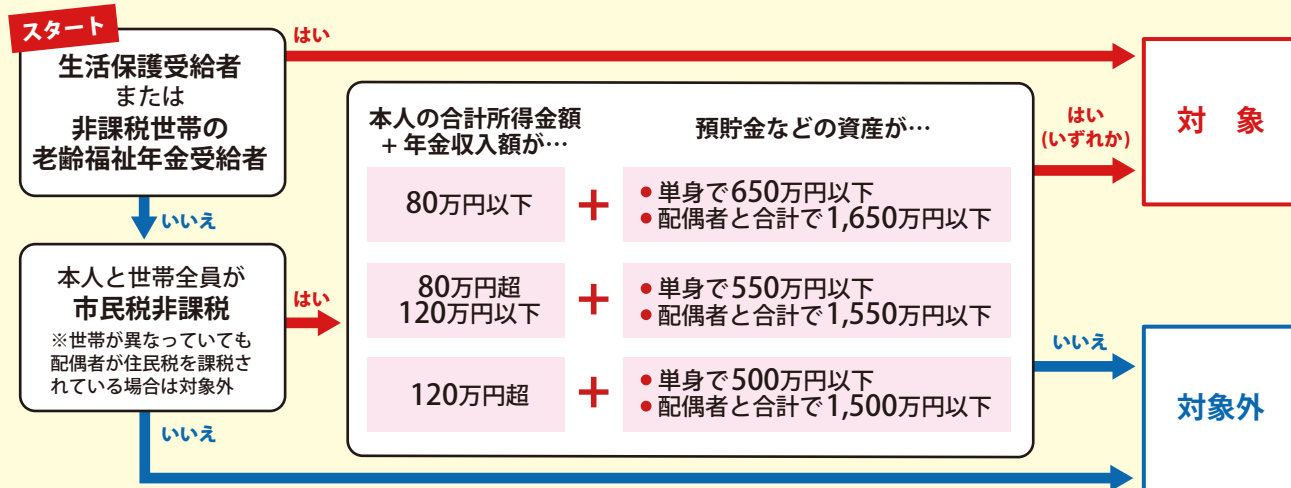 スタート
生活保護受給者
または
非課税世帯の
老齢福祉年金受給者
はい
いいえ
本人と世帯全員が
市民税非課税
※世帯が異なっていても
配偶者が住民税を課税さ
れている場合は対象外
はい
いいえ
本人の合計所得金額
+ 年金収入額が…
預貯金などの資産が…
80万円以下
+
● 単身で650万円以下
● 配偶者と合計で1,650万円以下
80万円超
120万円以下
+
● 単身で550万円以下
● 配偶者と合計で1,550万円以下
120万円超
+
● 単身で500万円以下
● 配偶者と合計で1,500万円以下
はい
(いずれか)
対 象
いいえ
対象外